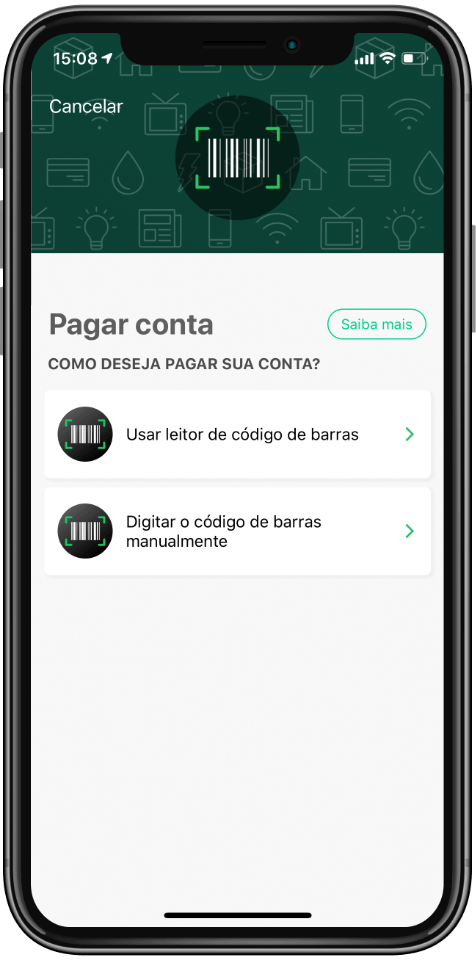 15:08
Cancelar
Pagar conta
Saiba mais
COMO DESEJA PAGAR SUA CONTA?
Usar leitor de código de barras
Digitar o código de barras
manualmente